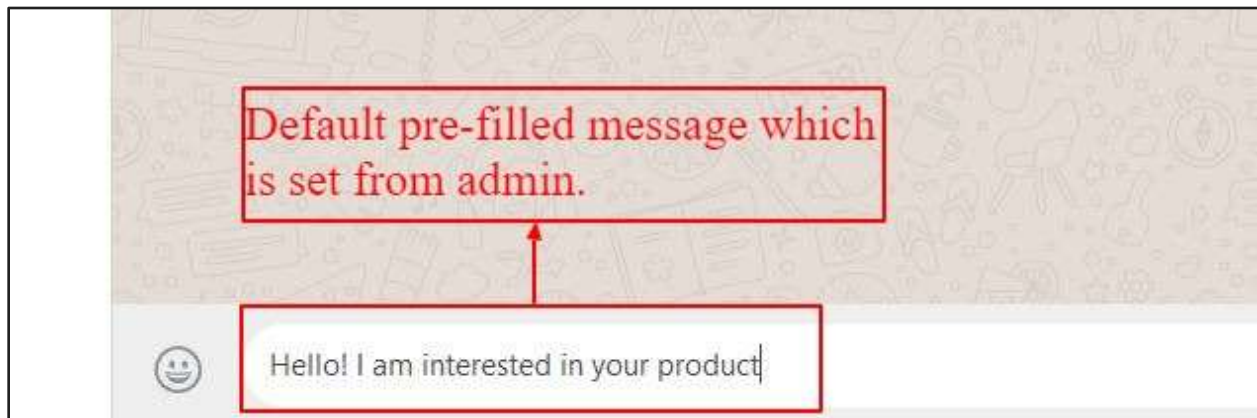 Default pre-filled message which
is set from admin.
Hello! I am interested in your product